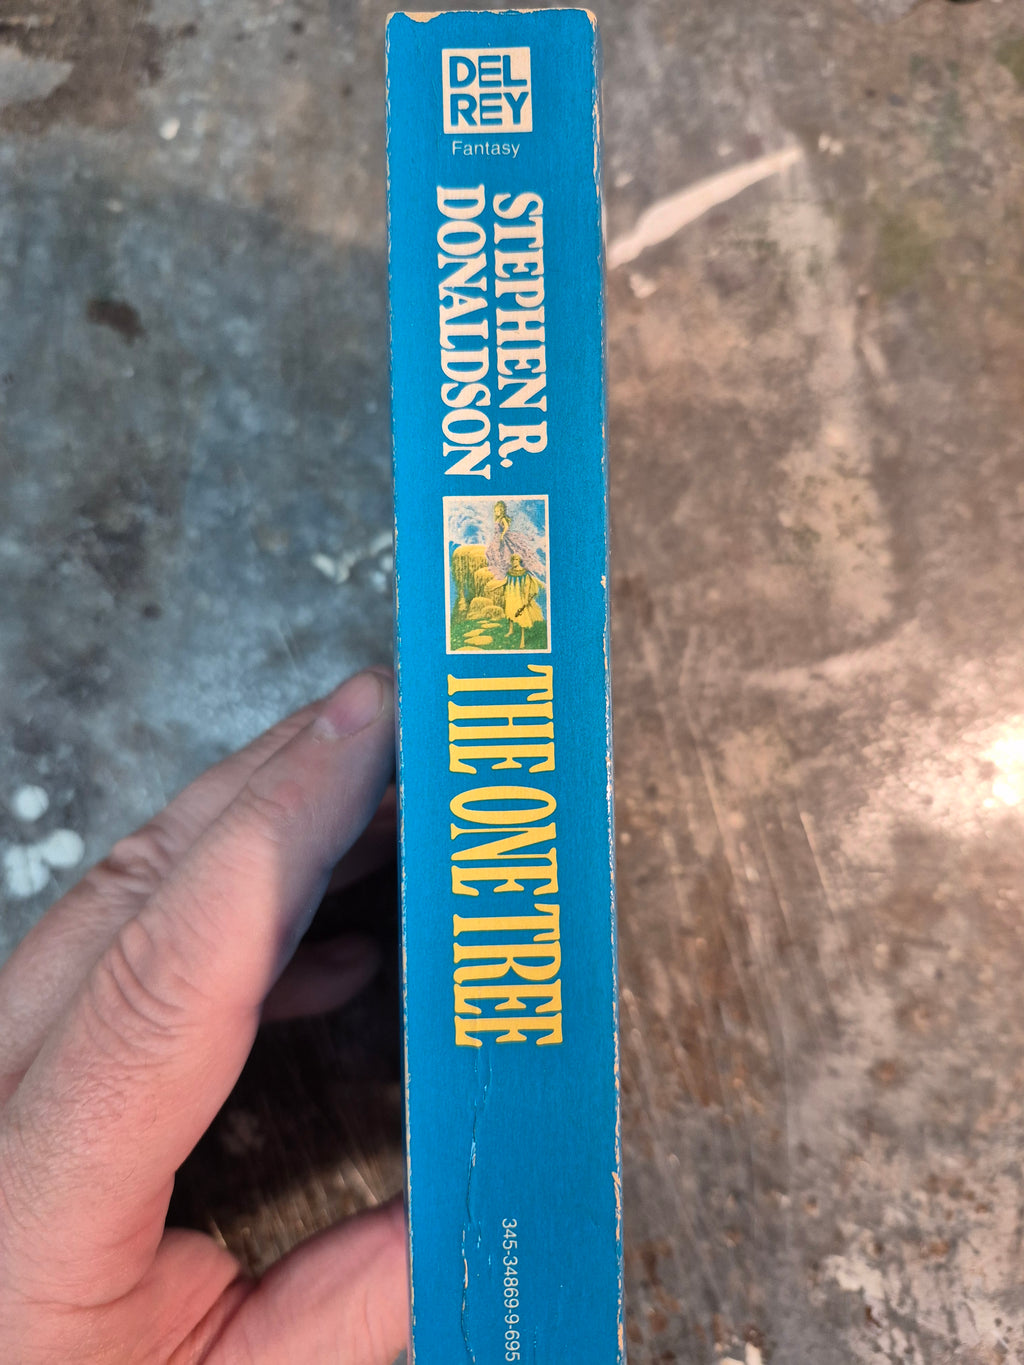 DEL
REY
Fantasy
STEPHEN R.
DONALDSON
THE ONE TREE
345-34869-9-695